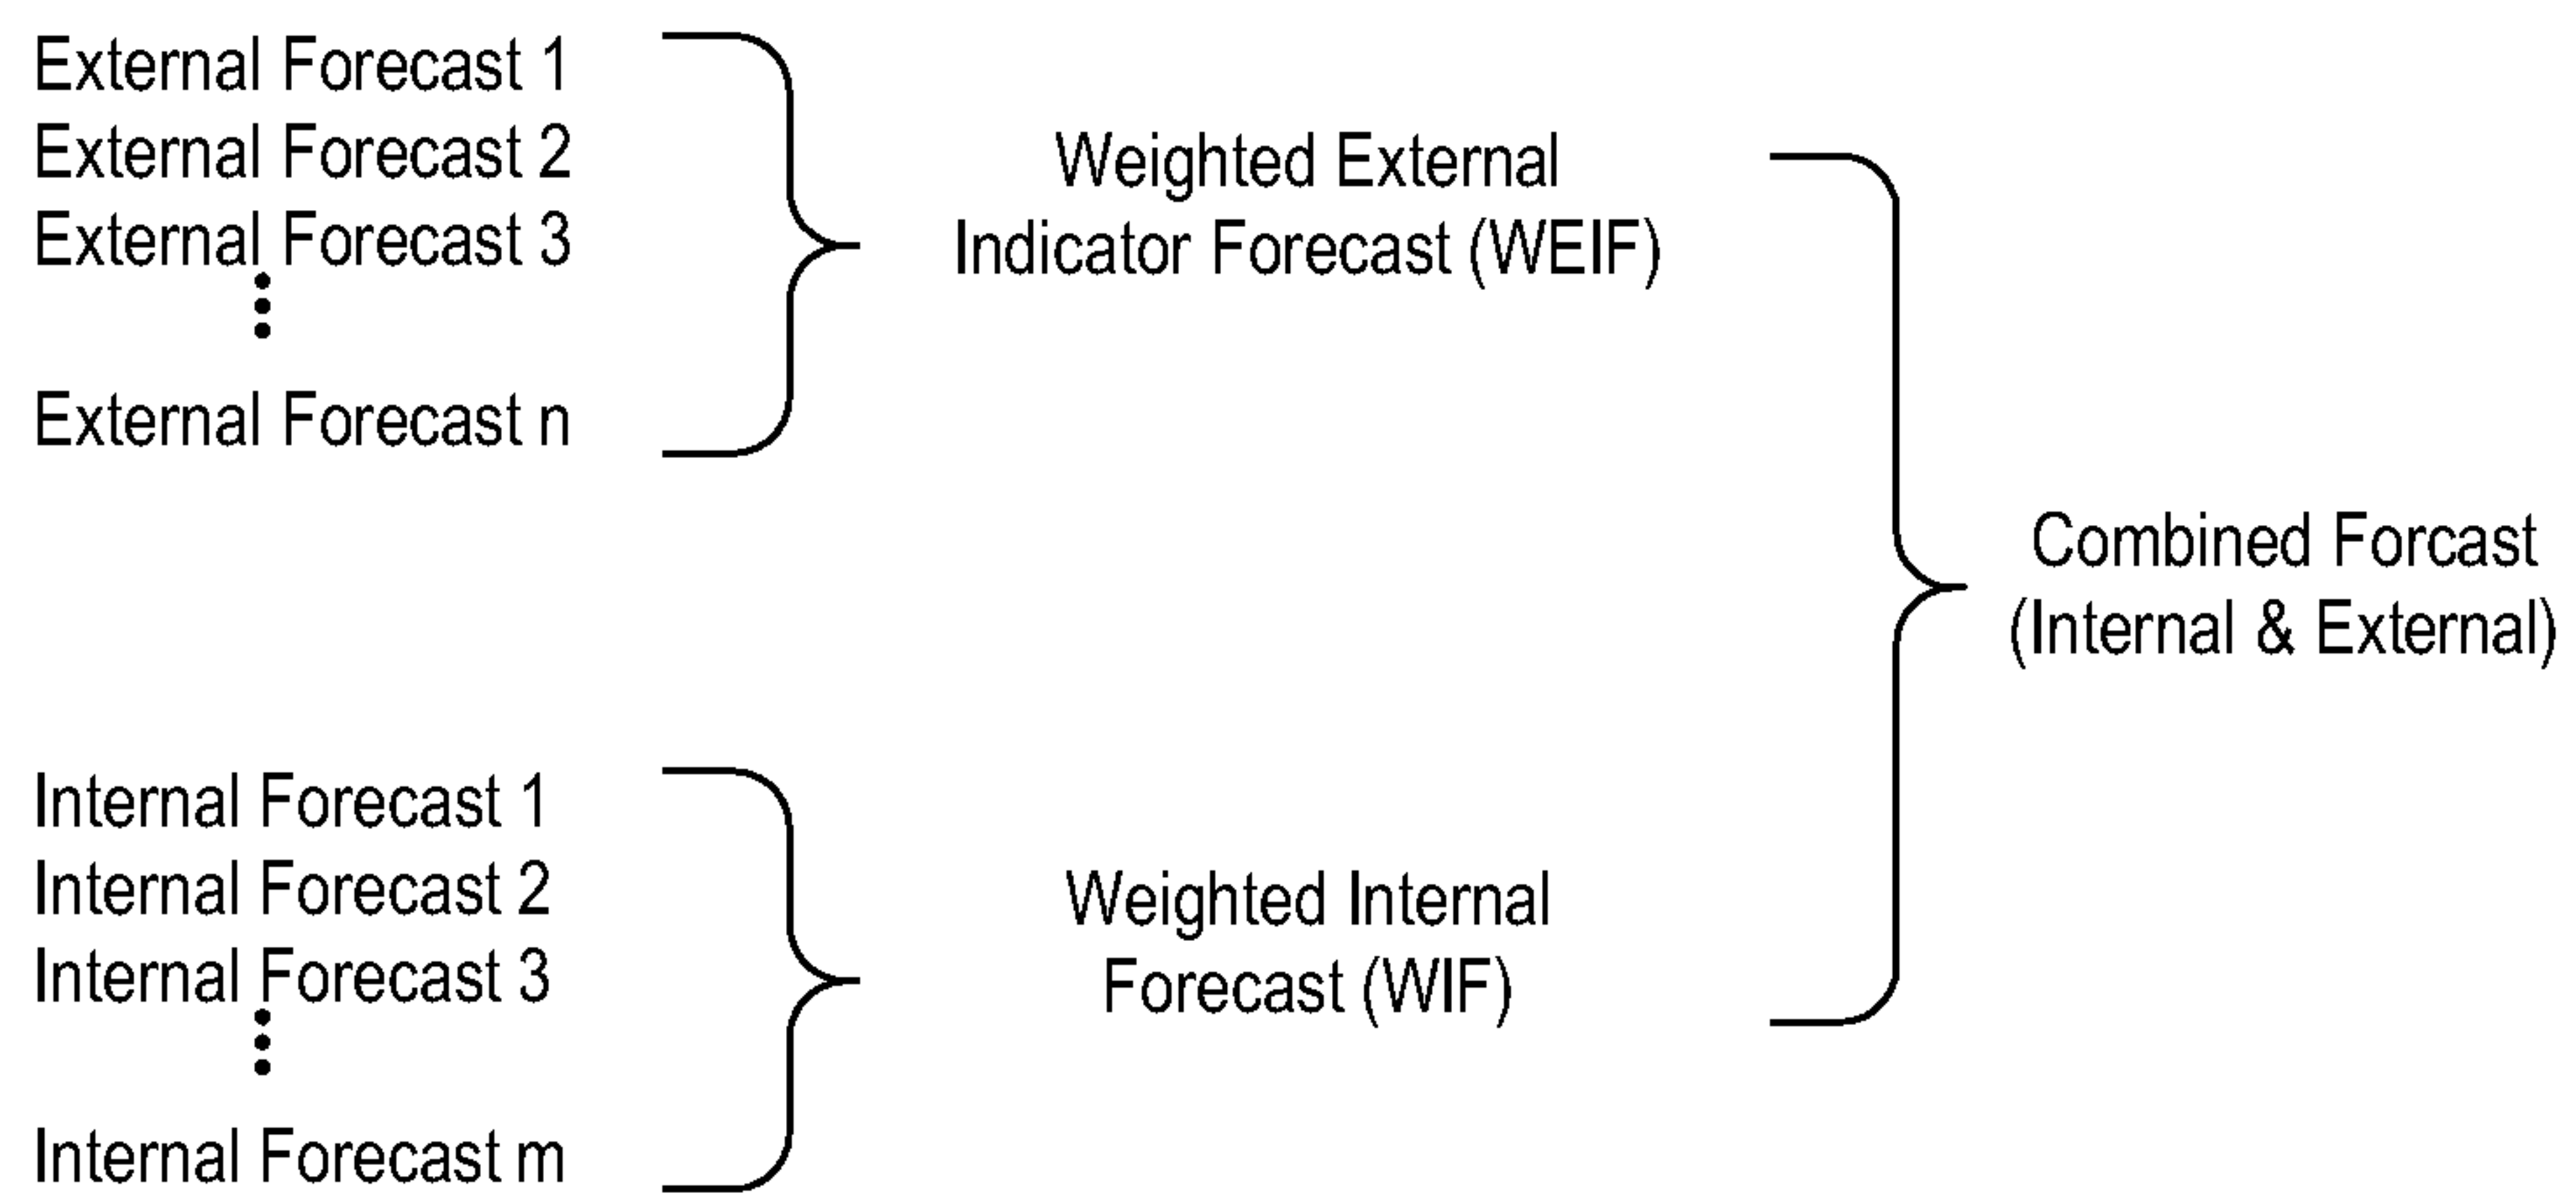 External Forecast 1
External Forecast 2
External Forecast 3
External Forecast n
Weighted External
Indicator Forecast (WEIF)
Internal Forecast 1
Internal Forecast 2
Internal Forecast 3
Internal Forecast m
Weighted Internal
Forecast (WIF)
Combined Forcast
(Internal & External)